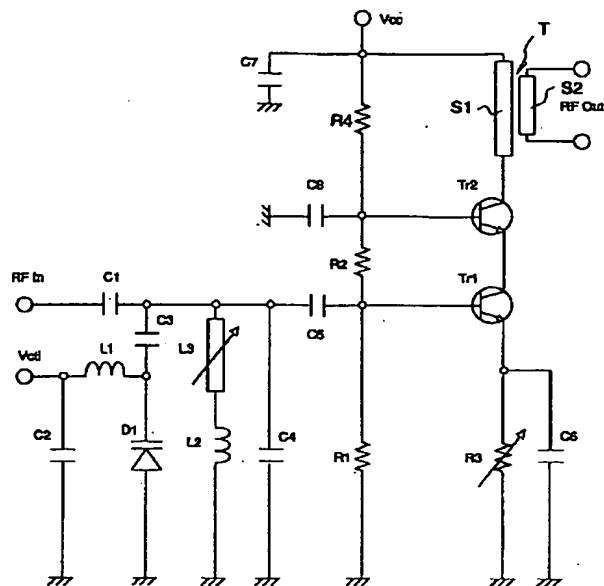 Vcc
T
C7
S2
S1
RF Out
R4
Tr2
C8
R2
Tr1
RF In
C1
C3
C5
L1
L3
Vctl
C2
D1
L2
C4
R1
R3
C6